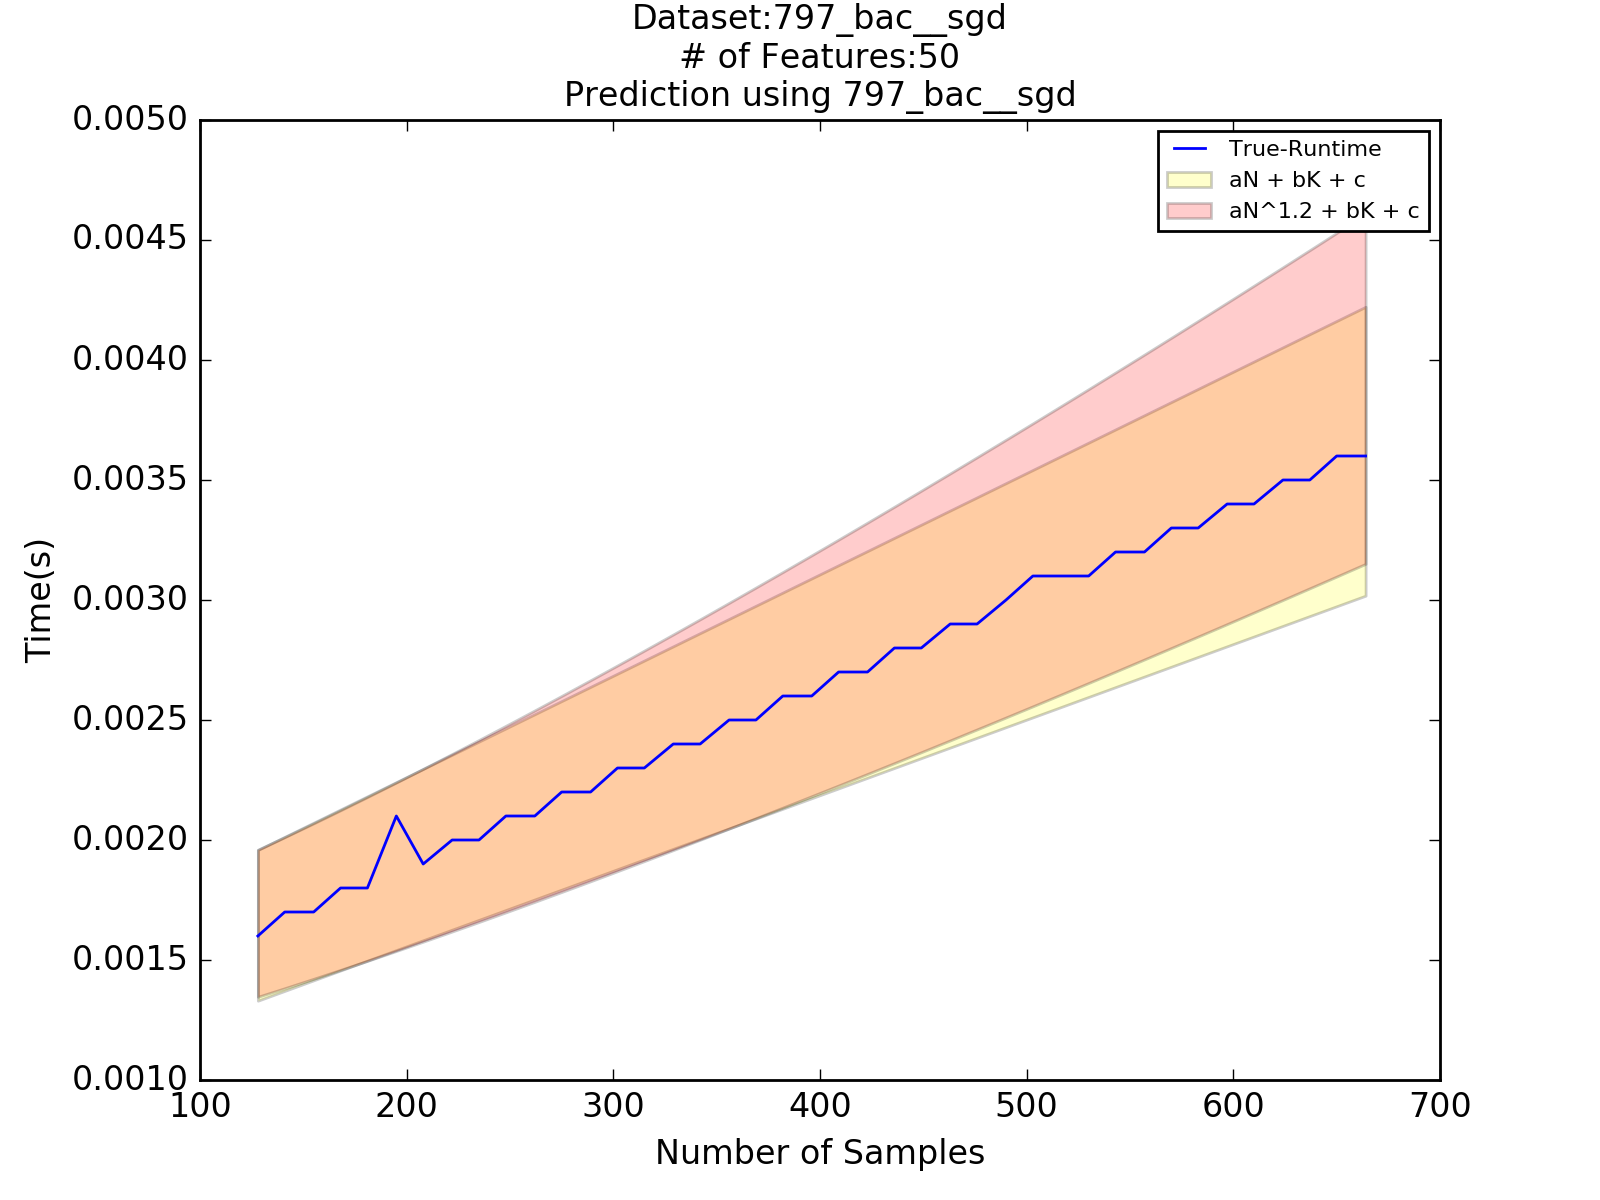 Dataset:797_bac__sgd
# of Features:50
Prediction using 797_bac__sgd
True-Runtime
aN + bK + c
aN^1.2 + bK + c
0.0050
0.0045
0.0040
0.0035
0.0030
0.0025
0.0020
0.0015
0.0010
Time(s)
100 200 300 400 500 600 700
Number of Samples